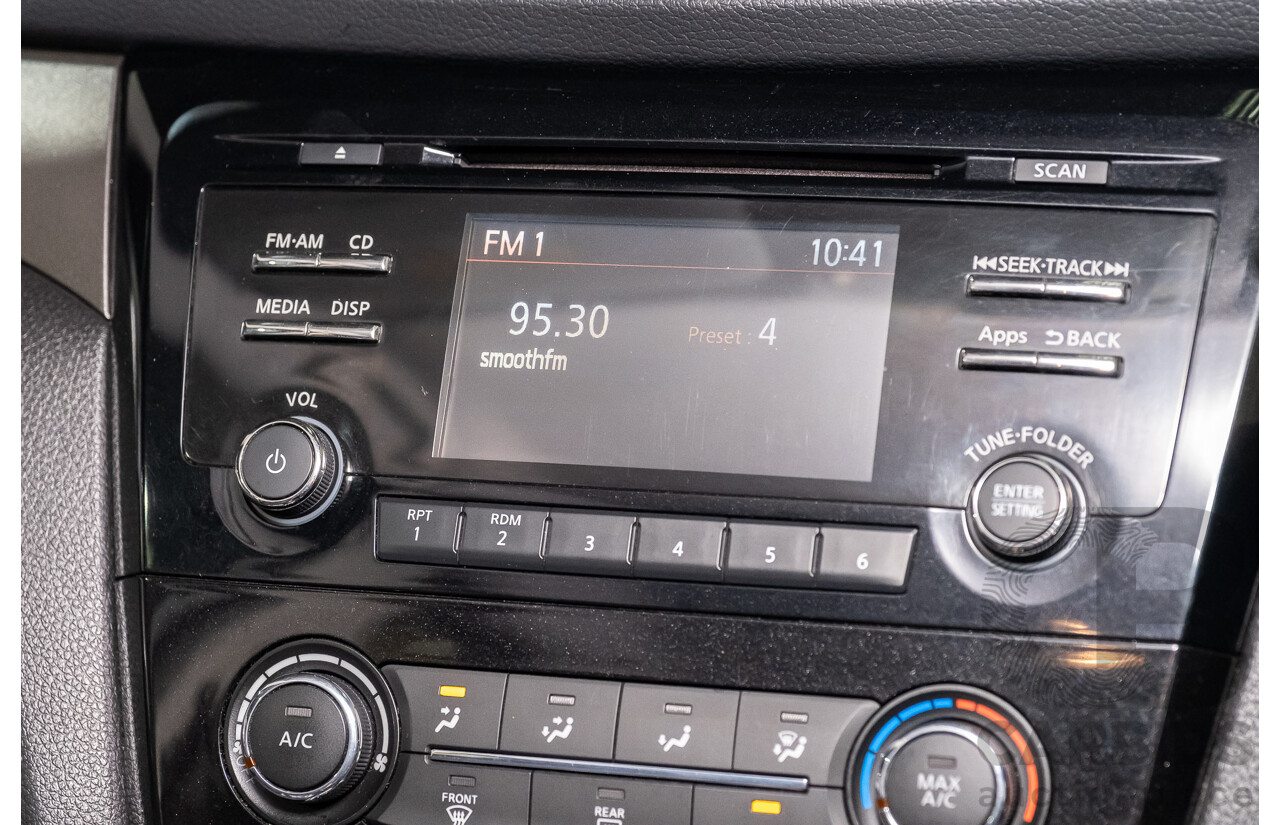 SCAN
FM·AM CD
FM 1 10:41
SEEK·TRACK
MEDIA DISP
95.30
Preset : 4
Apps BACK
smoothfm
VOL
TUNE·FOLDER
ENTER
SETTING
RPT RDM
1 2 3 4 5 6
A/C
MAX
A/C
FRONT
REAR